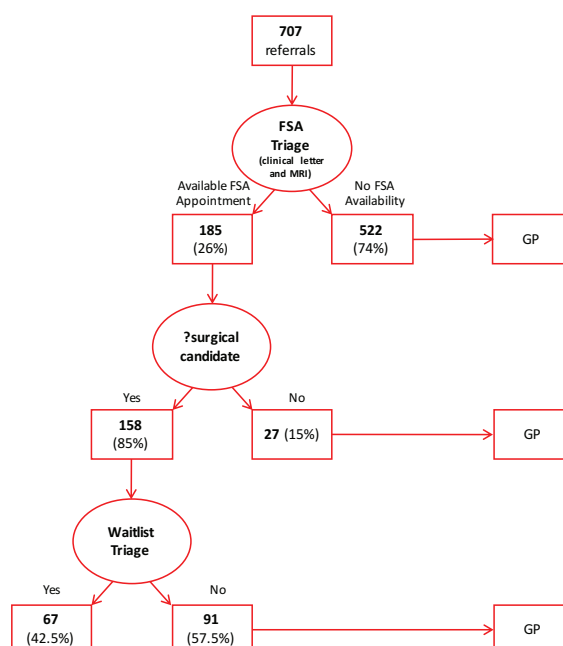 707
referrals
FSA
Triage
(clinical letter
and MRI)
Available FSA
Appointment
No FSA
Availability
185
(26%)
522
(74%)
GP
?surgical
candidate
Yes
No
158
(85%)
27 (15%)
GP
Waitlist
Triage
Yes
No
67
(42.5%)
91
(57.5%)
GP